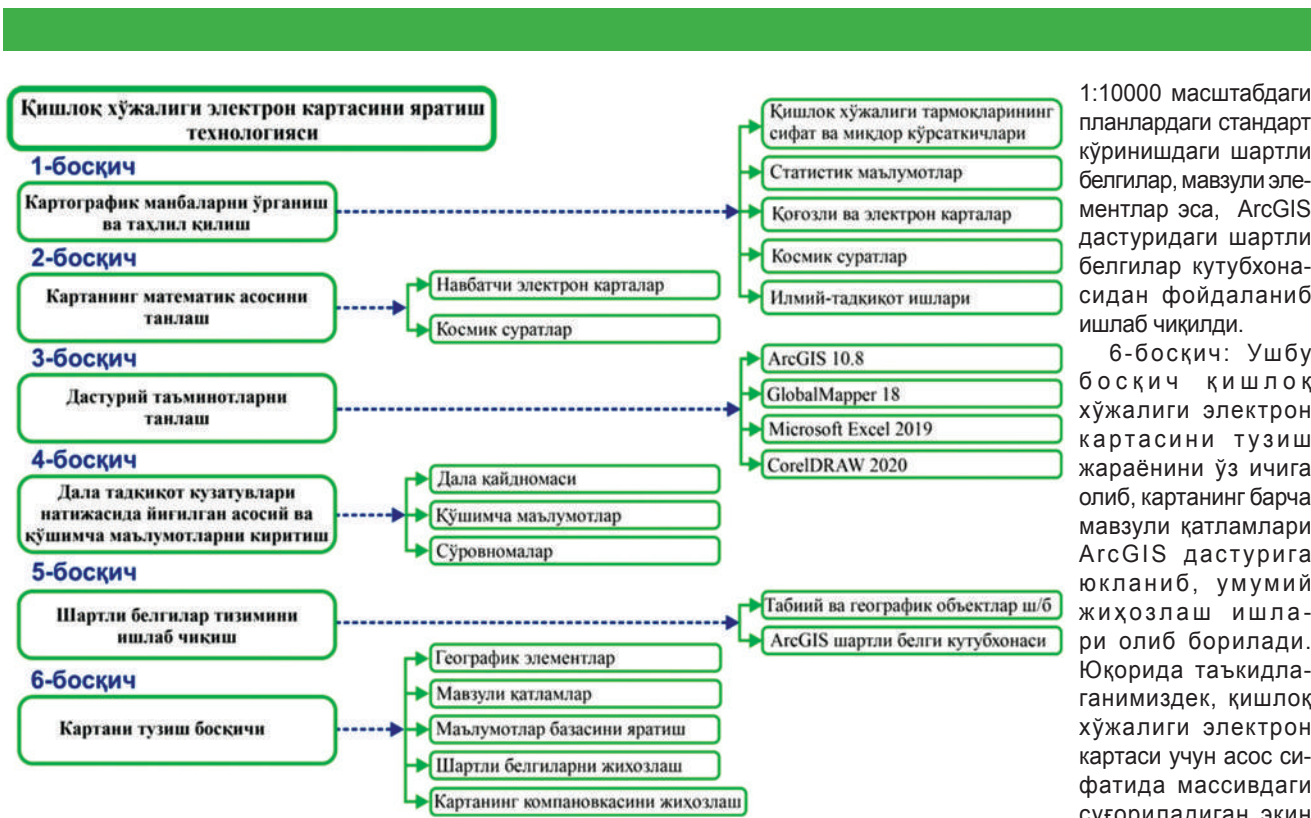 Қишлоқ хўжалиги электрон картасини яратиш
технологияси
1-босқич
Картографик манбаларни ўрганиш
ва таҳлил қилиш
Қишлоқ хўжалиги тармоқларининг
сифат ва миқдор кўрсаткичлари
Статистик маълумотлар
Қоғозли ва электрон карталар
Космик суратлар
Илмий-тадқиқот ишлари
2-босқич
Картанинг математик асосини
танлаш
Навбатчи электрон карталар
Космик суратлар
3-босқич
Дастурий таъминотларни
танлаш
ArcGIS 10.8
GlobalMapper 18
Microsoft Excel 2019
CorelDRAW 2020
4-босқич
Дала тадқиқот кузатувлари
натижасида йиғилган асосий ва
қўшимча маълумотларни киритиш
Дала қайдномаси
Қўшимча маълумотлар
Сўровномалар
5-босқич
Шартли белгилар тизимини
ишлаб чиқиш
Табиий ва географик объектлар ш/б
ArcGIS шартли белги кутубхонаси
6-босқич
Картани тузиш босқичи
Географик элементлар
Мавзули қатламлар
Маълумотлар базасини яратиш
Шартли белгиларни жиҳозлаш
Картанинг компановкасини жиҳозлаш
1:10000 масштабдаги
планлардаги стандарт
кўринишдаги шартли
белгилар, мавзули эле-
ментлар эса, ArcGIS
дастуридаги шартли
белгилар кутубхона-
сидан фойдаланиб
ишлаб чиқилди.
6-босқич: Ушбу
босқич қишлоқ
хўжалиги электрон
картасини тузиш
жараёнини ўз ичига
олиб, картанинг барча
мавзули қатламлари
ArcGIS дастурига
юкланиб, умумий
жиҳозлаш ишла-
ри олиб борилади.
Юқорида таъкидла-
ганимиздек, қишлоқ
хўжалиги электрон
картаси учун асос си-
фатида массивдаги
суғориладиган экин